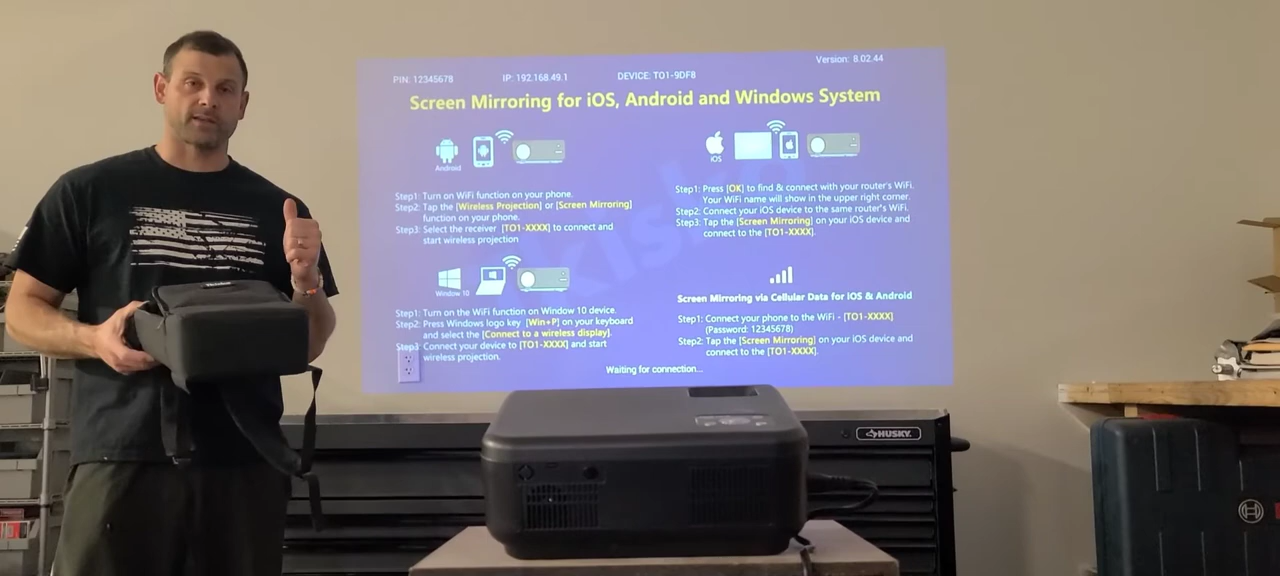 Version: 8.02.44
PIN: 12345678 IP: 192.168.49.1 DEVICE: TO1-9DF8
Screen Mirroring for iOS, Android and Windows System
Android
Step1: Turn on WiFi function on your phone.
Step2: Tap the [Wireless Projection] or [Screen Mirroring]
function on your phone.
Step3: Select the receiver [TO1-XXXX] to connect and
start wireless projection
iOS
Step1: Press [OK] to find & connect with your router's WiFi.
Your WiFi name will show in the upper right corner.
Step2: Connect your iOS device to the same router's WiFi.
Step3: Tap the [Screen Mirroring] on your iOS device and
connect to the [TO1-XXXX].
Window 10
Step1: Turn on the WiFi function on Window 10 device.
Step2: Press Windows logo key [Win+P] on your keyboard
and select the [Connect to a wireless display].
Step3: Connect your device to [TO1-XXXX] and start
wireless projection.
Screen Mirroring via Cellular Data for iOS & Android
Step1: Connect your phone to the WiFi - [TO1-XXXX]
(Password: 12345678)
Step2: Tap the [Screen Mirroring] on your iOS device and
connect to the [TO1-XXXX].
Waiting for connection...
HUSKY
BOSCH